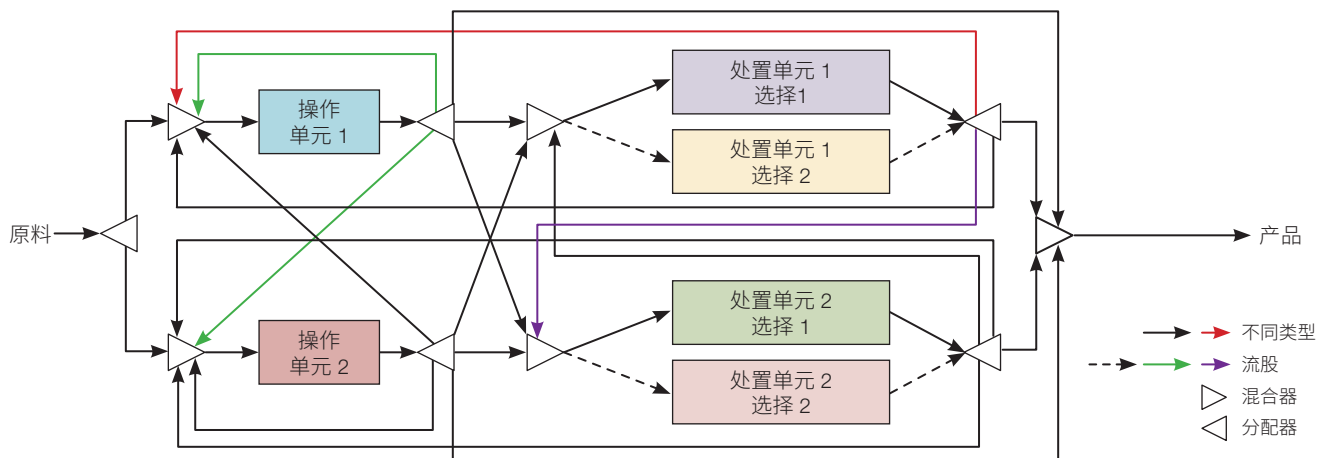 处置单元 1
选择1
操作
单元 1
处置单元 1
选择 2
原料
产品
处置单元 2
选择 1
操作
单元 2
处置单元 2
选择 2
不同类型
流股
混合器
分配器